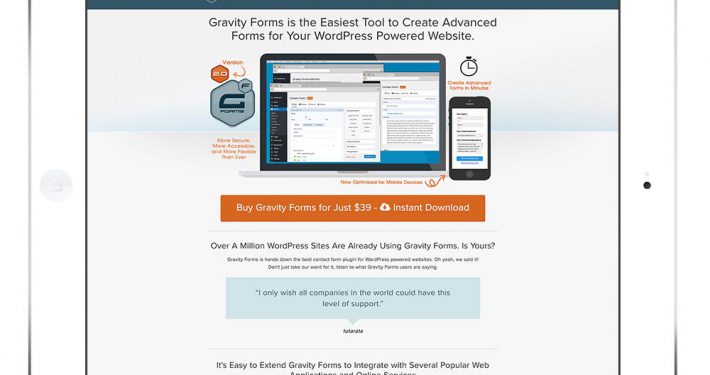 Gravity Forms is the Easiest Tool to Create Advanced
Forms for Your WordPress Powered Website.
Version
2.0
G
F
FORMS
More Secure,
More Accessible,
and More Flexible
Than Ever
Create Advanced
Forms in Minutes
Now Optimized for Mobile Devices
Buy Gravity Forms for Just $39 - Instant Download
Over A Million WordPress Sites Are Already Using Gravity Forms. Is Yours?
Gravity Forms is hands down the best contact form plugin for WordPress powered websites. Oh yeah, we said it!
Don't just take our word for it, listen to what Gravity Forms users are saying.
"I only wish all companies in the world could have this
level of support."
tutarata
It's Easy to Extend Gravity Forms to Integrate with Several Popular Web
Applications and Online Services